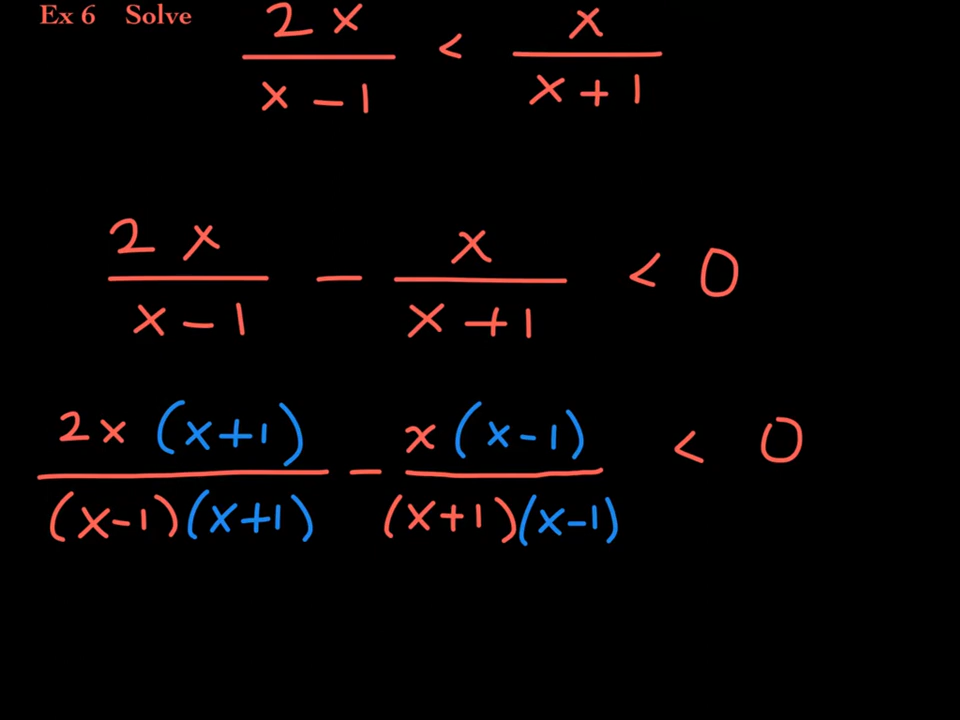 Ex 6 Solve
2x/(x-1) < x/(x+1)
2x/(x-1) - x/(x+1) < 0
2x(x+1)/(x-1)(x+1) - x(x-1)/(x+1)(x-1) < 0